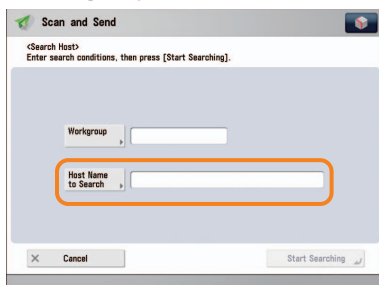 Scan and Send
<Search Host>
Enter search conditions, then press [Start Searching].
Workgroup
Host Name
to Search
Cancel
Start Searching